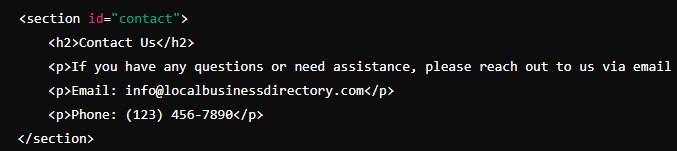 <section id="contact">
<h2>Contact Us</h2>
<p>If you have any questions or need assistance, please reach out to us via email
<p>Email: info@localbusinessdirectory.com</p>
<p>Phone: (123) 456-7890</p>
</section>